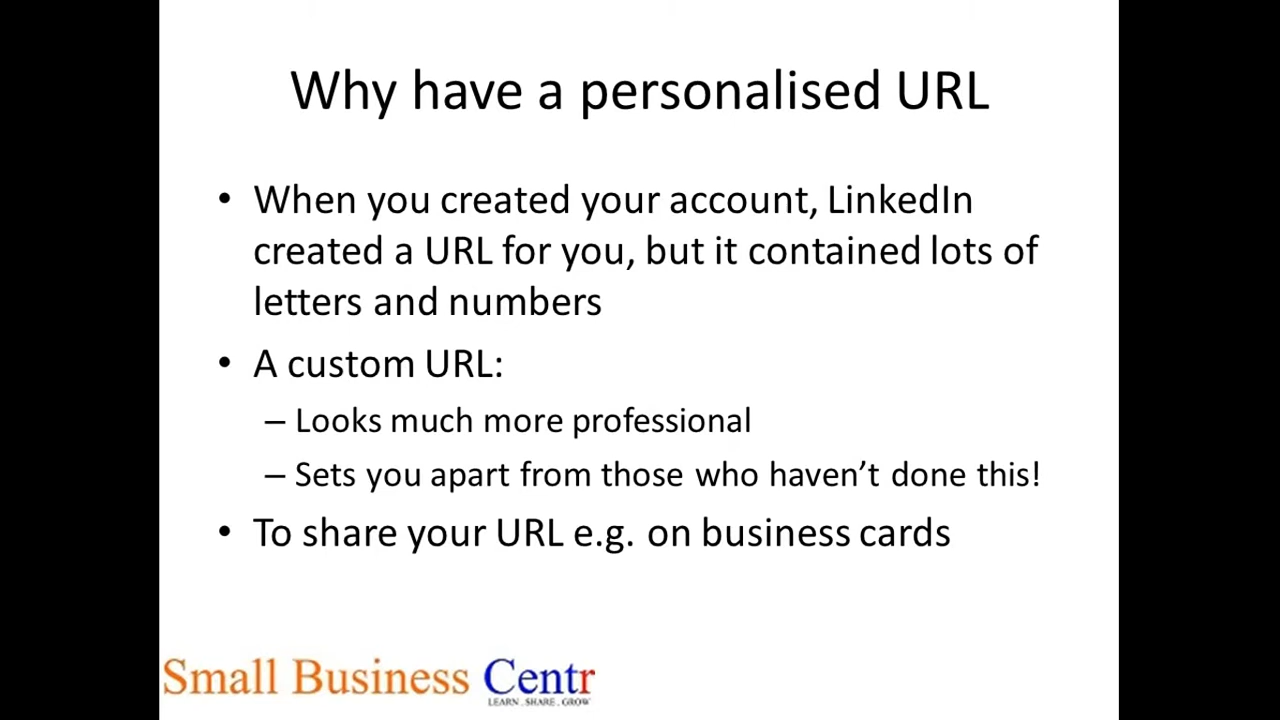 Why have a personalised URL
• When you created your account, LinkedIn
created a URL for you, but it contained lots of
letters and numbers
• A custom URL:
– Looks much more professional
– Sets you apart from those who haven’t done this!
• To share your URL e.g. on business cards
Small Business Centr
LEARN . SHARE . GROW